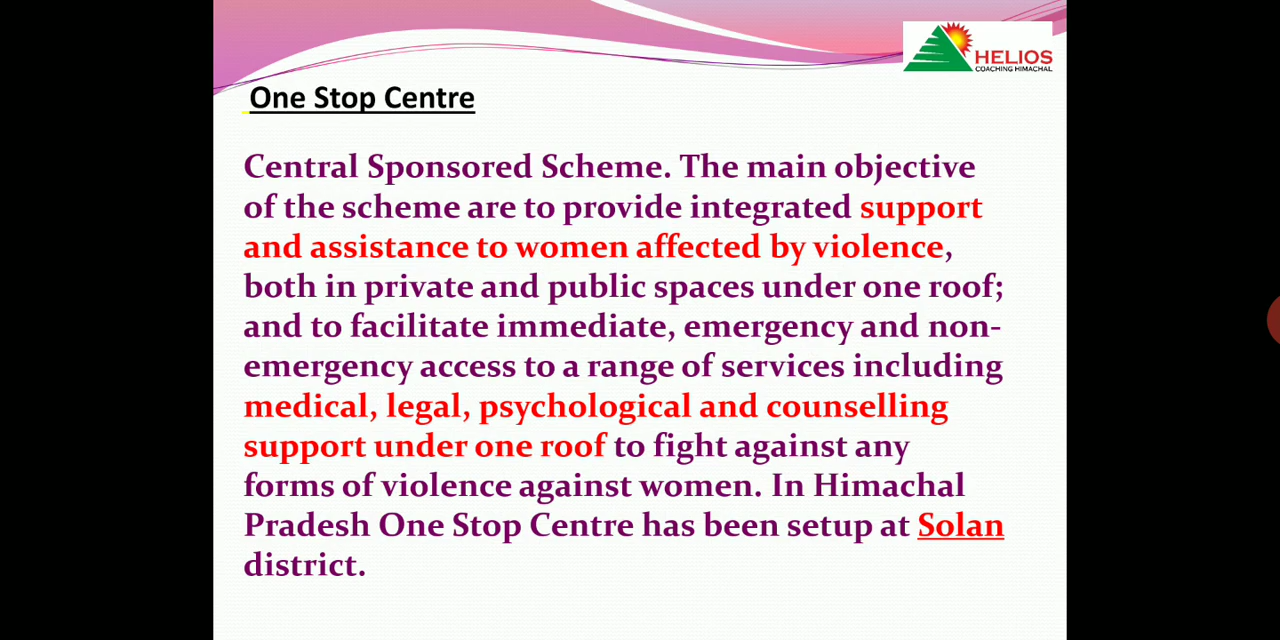 HELIOS
COACHING HIMACHAL
One Stop Centre
Central Sponsored Scheme. The main objective
of the scheme are to provide integrated support
and assistance to women affected by violence,
both in private and public spaces under one roof;
and to facilitate immediate, emergency and non-
emergency access to a range of services including
medical, legal, psychological and counselling
support under one roof to fight against any
forms of violence against women. In Himachal
Pradesh One Stop Centre has been setup at Solan
district.